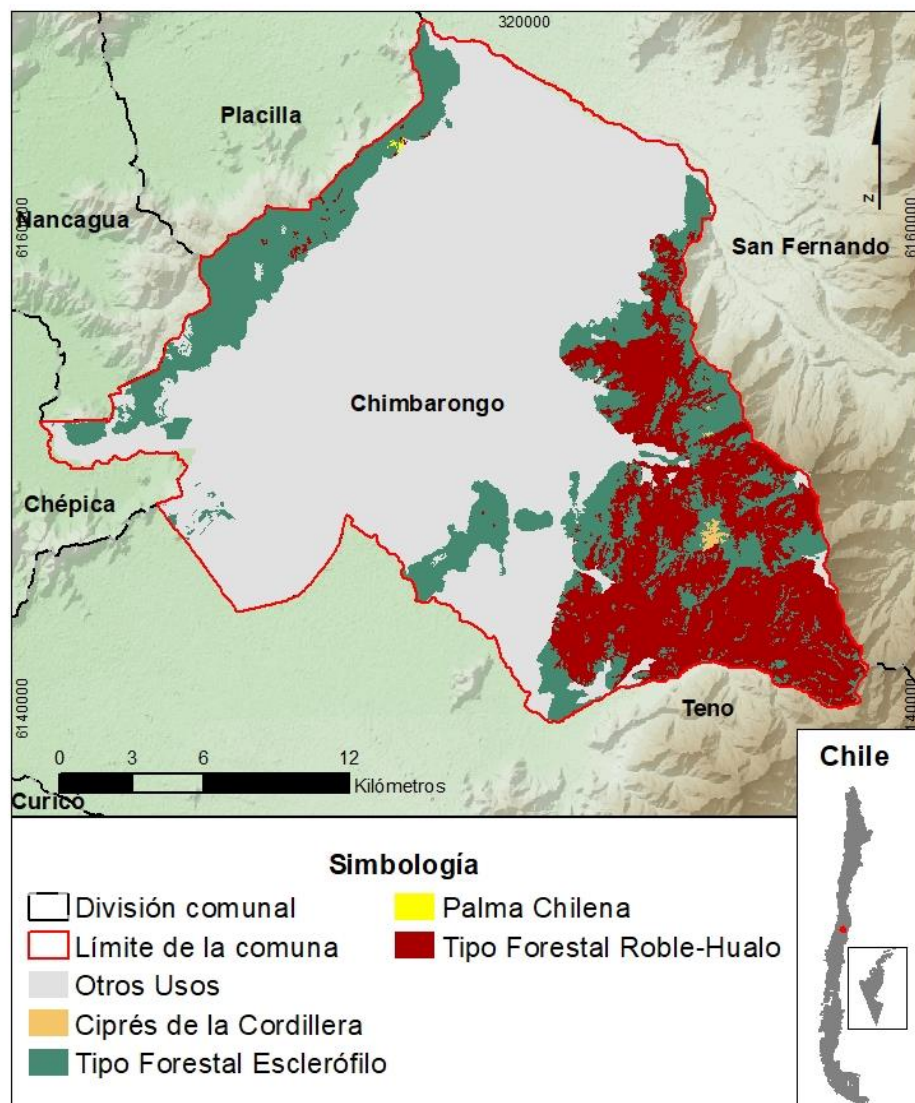 320000
Placilla
Nancagua
6160000
6160000
San Fernando
N
Chimbarongo
Chépica
6140000
6140000
Teno
0 3 6 12
Kilómetros
Curicó
Chile
Simbología
División comunal
Límite de la comuna
Otros Usos
Ciprés de la Cordillera
Tipo Forestal Esclerófilo
Palma Chilena
Tipo Forestal Roble-Hualo